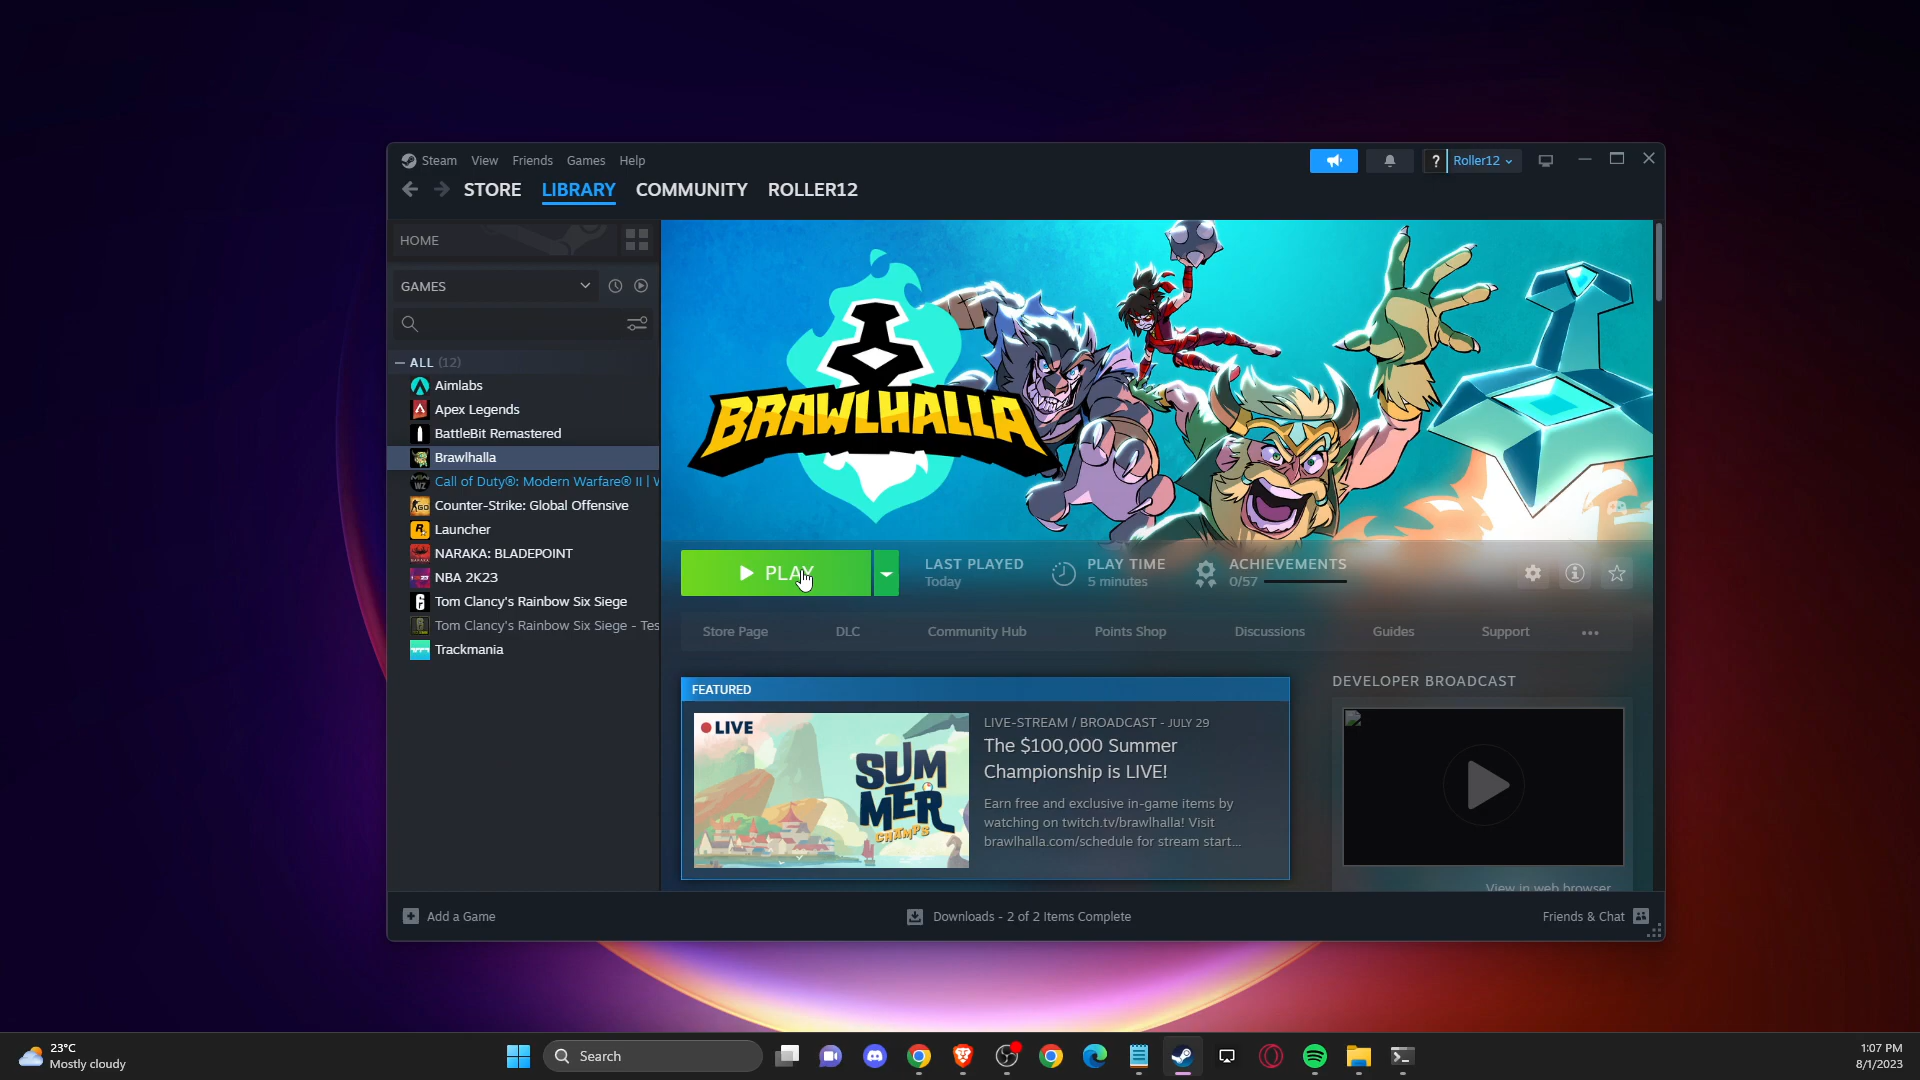 Steam View Friends Games Help
? Roller12
STORE LIBRARY COMMUNITY ROLLER12
HOME
GAMES
ALL (12)
Aimlabs
Apex Legends
BattleBit Remastered
Brawlhalla
Call of Duty®: Modern Warfare® II |
Counter-Strike: Global Offensive
Launcher
NARAKA: BLADEPOINT
NBA 2K23
Tom Clancy's Rainbow Six Siege
Tom Clancy's Rainbow Six Siege - Tes
Trackmania
BRAWLHALLA
PLAY
LAST PLAYED
Today
PLAY TIME
5 minutes
ACHIEVEMENTS
0/57
Store Page DLC Community Hub Points Shop Discussions Guides Support
FEATURED
LIVE
SUMMER
CHAMPS
LIVE-STREAM / BROADCAST - JULY 29
The $100,000 Summer
Championship is LIVE!
Earn free and exclusive in-game items by
watching on twitch.tv/brawlhalla! Visit
brawlhalla.com/schedule for stream start...
DEVELOPER BROADCAST
View in web browser
Add a Game
Downloads - 2 of 2 Items Complete
Friends & Chat
23°C
Mostly cloudy
Search
1:07 PM
8/1/2023